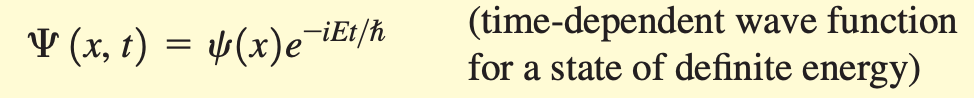 Ψ (x, t) = ψ(x)e^{−iEt/ħ} (time-dependent wave function
for a state of definite energy)